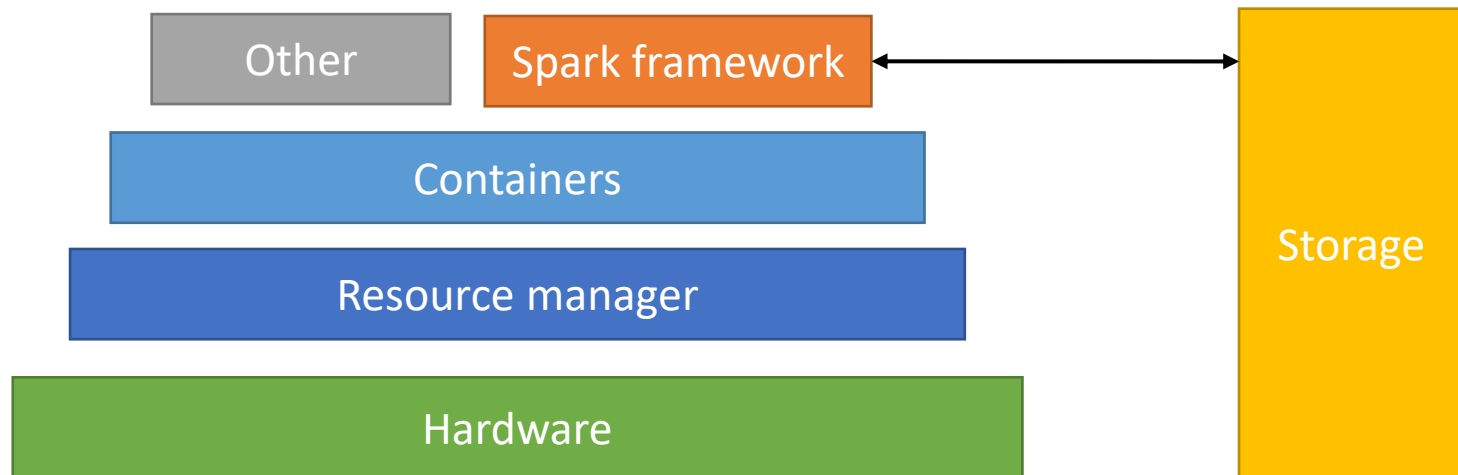 Other
Spark framework
Containers
Resource manager
Hardware
Storage